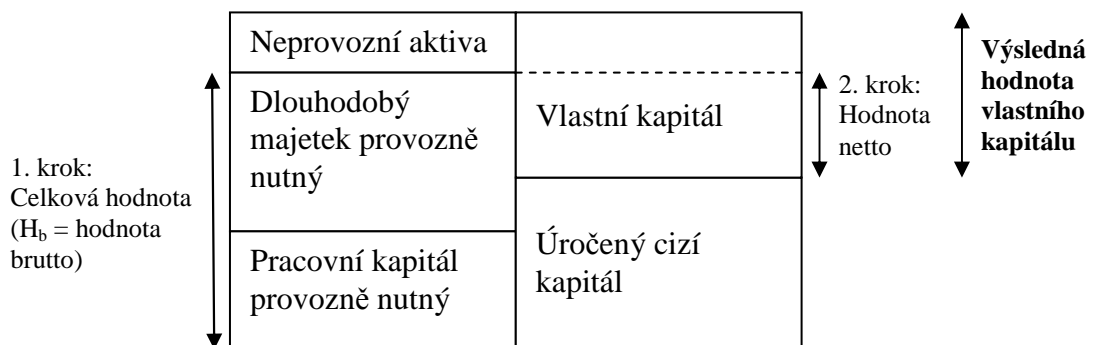 1. krok:
Celková hodnota
(Hb = hodnota
brutto)
Neprovozní aktiva
Dlouhodobý
majetek provozně
nutný
Pracovní kapitál
provozně nutný
Vlastní kapitál
Úročený cizí
kapitál
2. krok:
Hodnota
netto
Výsledná
hodnota
vlastního
kapitálu